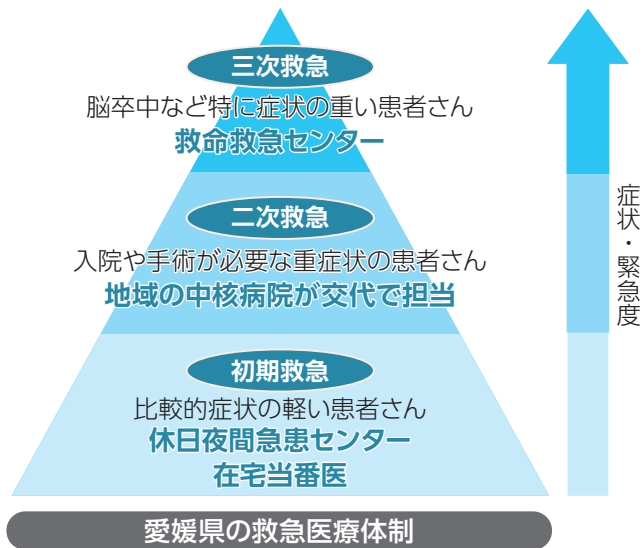 三次救急
脳卒中など特に症状の重い患者さん
救命救急センター
二次救急
入院や手術が必要な重症状の患者さん
地域の中核病院が交代で担当
初期救急
比較的症状の軽い患者さん
休日夜間急患センター
在宅当番医
症状・緊急度
愛媛県の救急医療体制